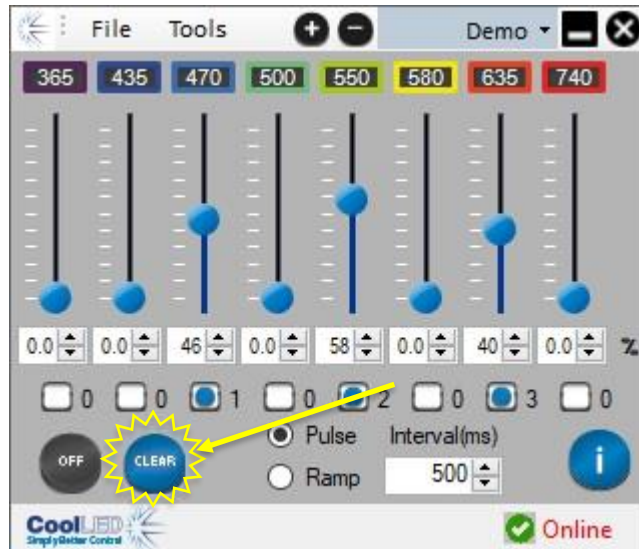 File Tools + - Demo
365 435 470 500 550 580 635 740
0.0 0.0 46 0.0 58 0.0 40 0.0 %
0 0 1 0 2 0 3 0
OFF CLEAR Pulse Interval(ms) i
Ramp 500
CoolLED Online
Simply Better Control